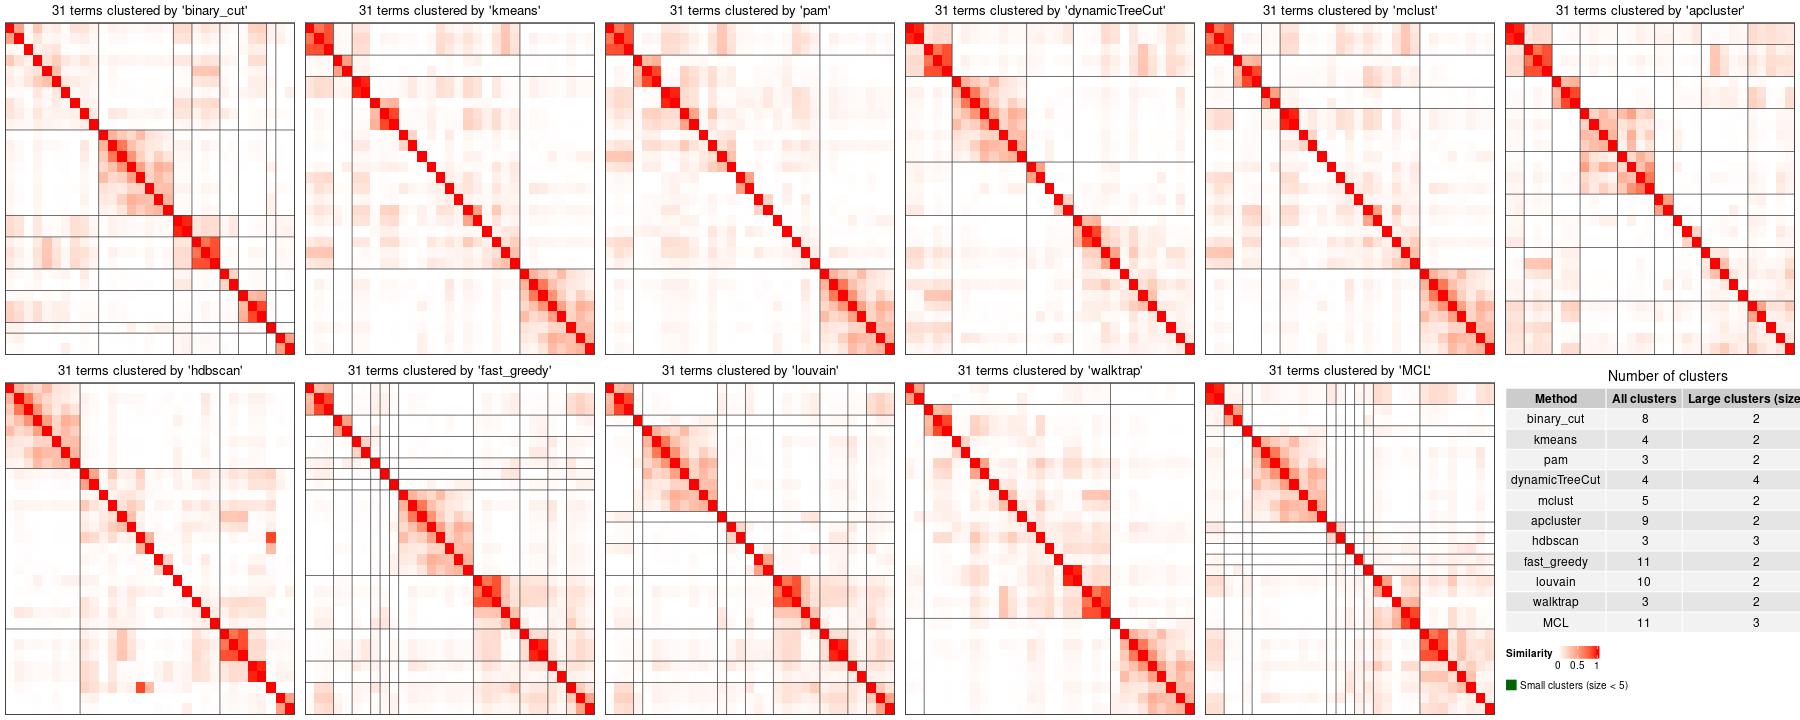 31 terms clustered by 'binary_cut'
31 terms clustered by 'kmeans'
31 terms clustered by 'pam'
31 terms clustered by 'dynamicTreeCut'
31 terms clustered by 'mclust'
31 terms clustered by 'apcluster'
31 terms clustered by 'hdbscan'
31 terms clustered by 'fast_greedy'
31 terms clustered by 'louvain'
31 terms clustered by 'walktrap'
31 terms clustered by 'MCL'
Number of clusters
Method All clusters Large clusters (size
binary_cut 8 2
kmeans 4 2
pam 3 2
dynamicTreeCut 4 4
mclust 5 2
apcluster 9 2
hdbscan 3 3
fast_greedy 11 2
louvain 10 2
walktrap 3 2
MCL 11 3
Similarity
0 0.5 1
Small clusters (size < 5)